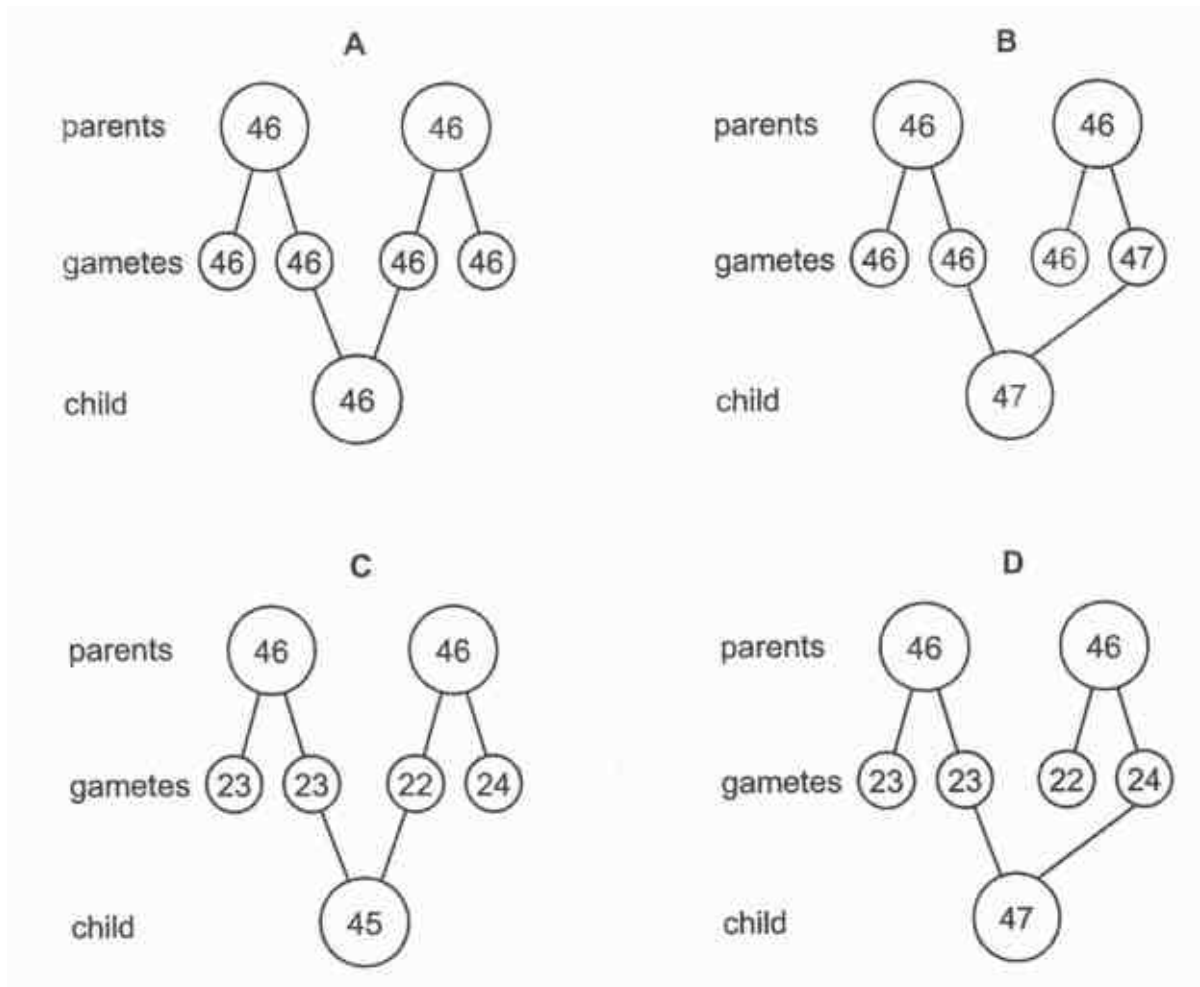 A
parents 46 46
gametes 46 46 46 46
child 46
B
parents 46 46
gametes 46 46 46 47
child 47
C
parents 46 46
gametes 23 23 22 24
child 45
D
parents 46 46
gametes 23 23 22 24
child 47